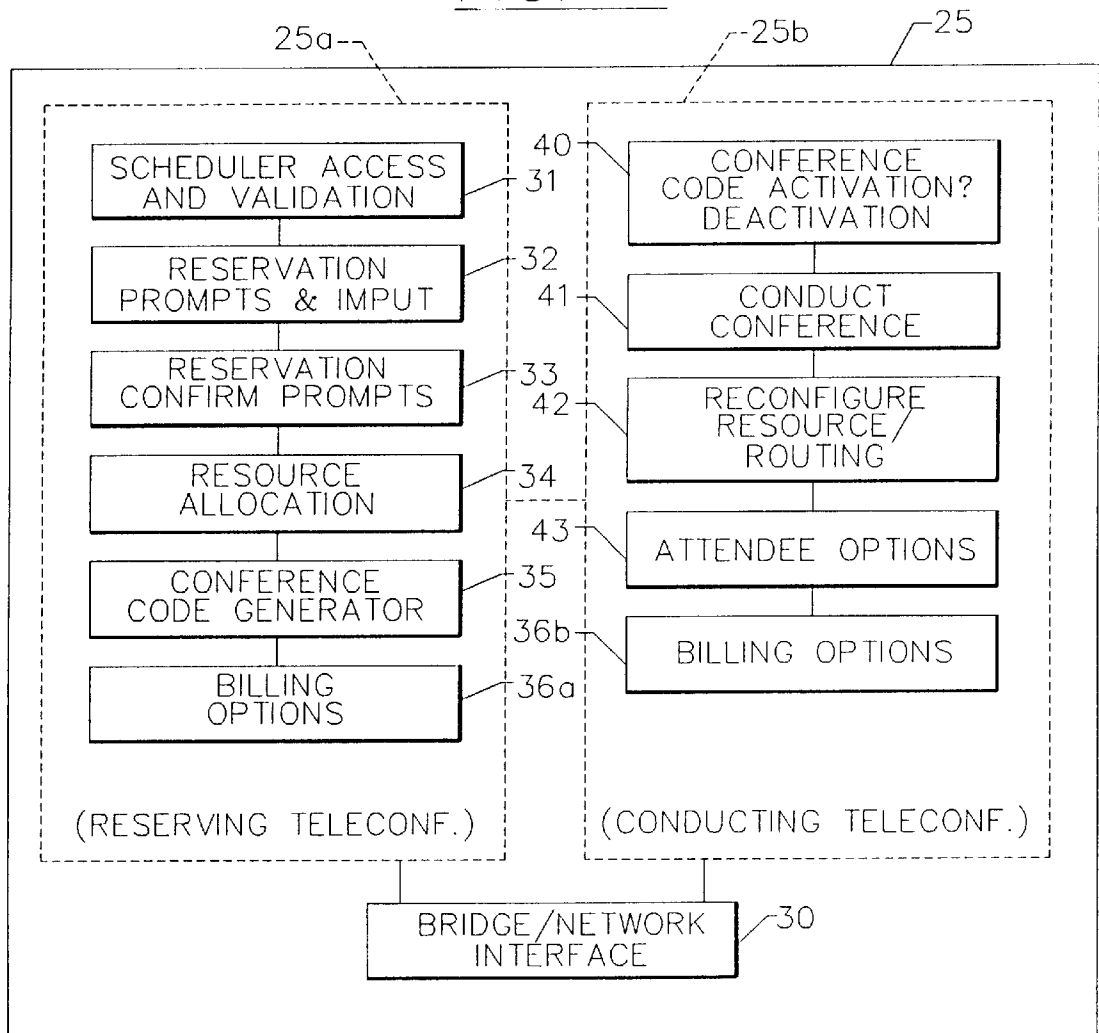 25a
25b
25
SCHEDULER ACCESS
AND VALIDATION
31
RESERVATION
PROMPTS & IMPUT
32
RESERVATION
CONFIRM PROMPTS
33
RESOURCE
ALLOCATION
34
CONFERENCE
CODE GENERATOR
35
BILLING
OPTIONS
36a
(RESERVING TELECONF.)
40
CONFERENCE
CODE ACTIVATION?
DEACTIVATION
41
CONDUCT
CONFERENCE
42
RECONFIGURE
RESOURCE/
ROUTING
43
ATTENDEE OPTIONS
36b
BILLING OPTIONS
(CONDUCTING TELECONF.)
BRIDGE/NETWORK
INTERFACE
30